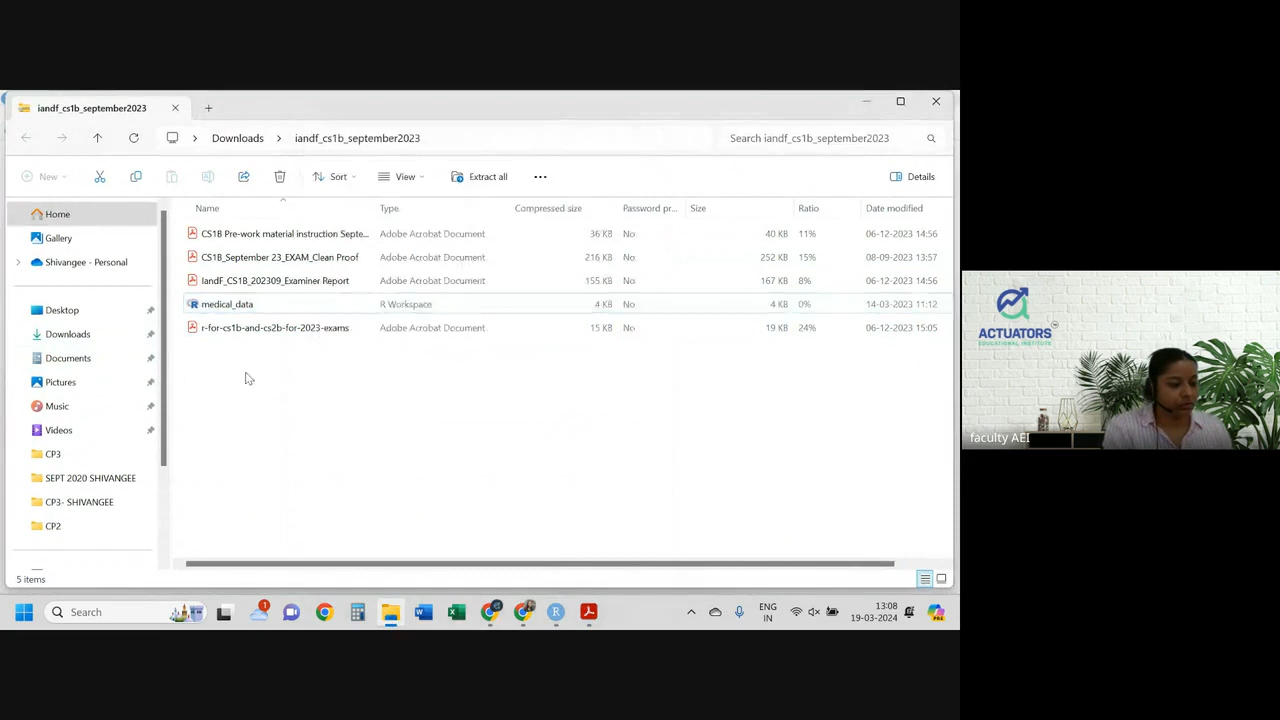 iandf_cs1b_september2023
Downloads
iandf_cs1b_september2023
Search iandf_cs1b_september2023
New
Sort
View
Extract all
Details
Name
Type
Compressed size
Password pr...
Size
Ratio
Date modified
CS1B Pre-work material instruction Septe...
Adobe Acrobat Document
36 KB
No
40 KB
11%
06-12-2023 14:56
CS1B_September 23_EXAM_Clean Proof
Adobe Acrobat Document
216 KB
No
252 KB
15%
08-09-2023 13:57
IandF_CS1B_202309_Examiner Report
Adobe Acrobat Document
155 KB
No
167 KB
8%
06-12-2023 14:56
medical_data
R Workspace
4 KB
No
4 KB
0%
14-03-2023 11:12
r-for-cs1b-and-cs2b-for-2023-exams
Adobe Acrobat Document
15 KB
No
19 KB
24%
06-12-2023 15:05
Home
Gallery
Shivangee - Personal
Desktop
Downloads
Documents
Pictures
Music
Videos
CP3
SEPT 2020 SHIVANGEE
CP3- SHIVANGEE
CP2
5 items
Search
1
ENG
IN
13:08
19-03-2024
PRE
ACTUATORS
EDUCATIONAL INSTITUTE
faculty AEI